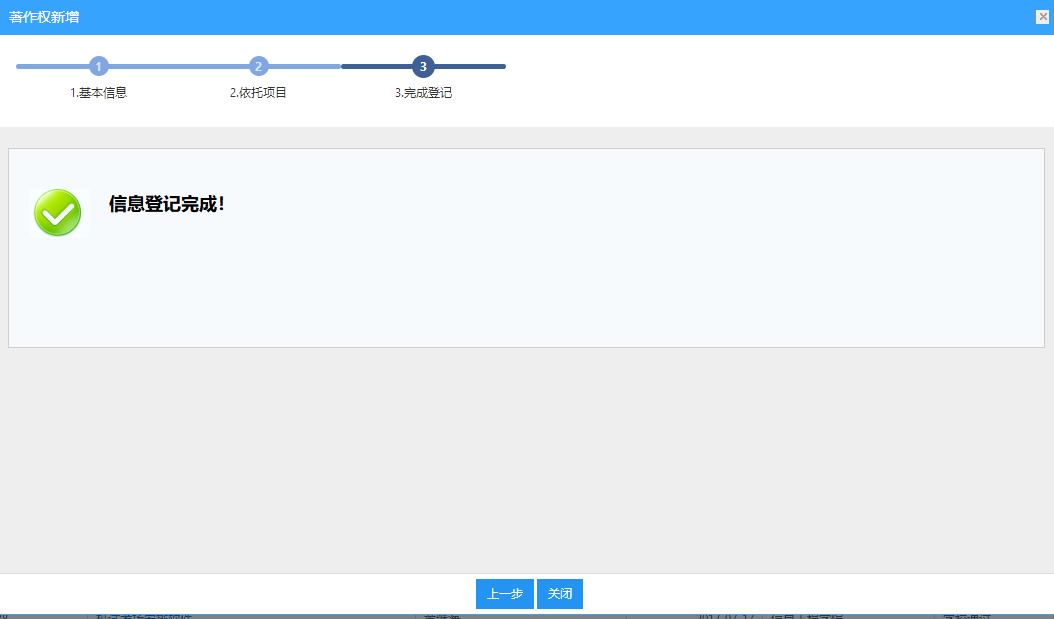 著作权新增
1
2
3
1.基本信息
2.依托项目
3.完成登记
信息登记完成！
上一步
关闭